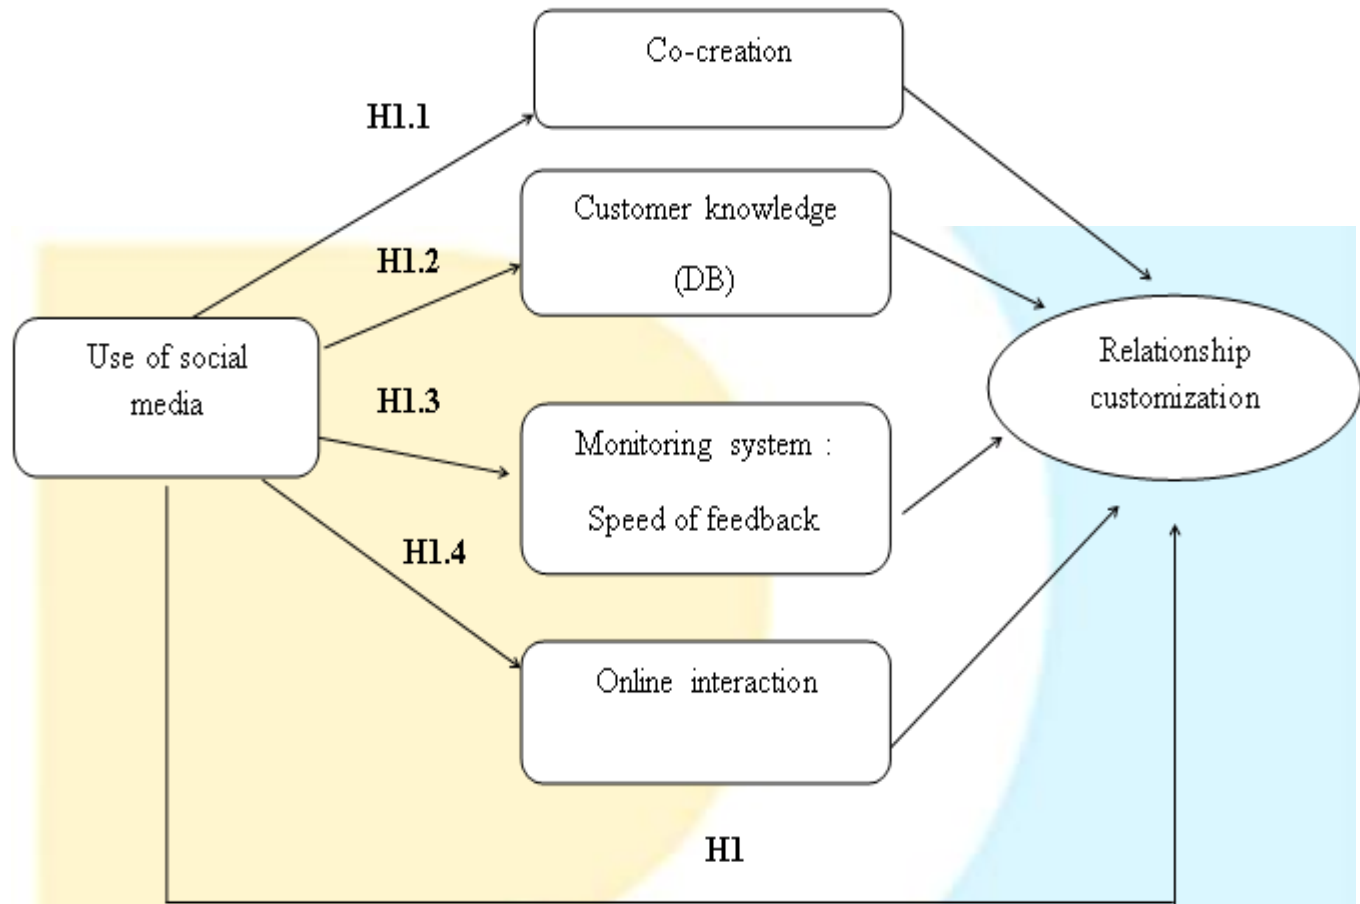 Co-creation
H1.1
Customer knowledge
(DB)
H1.2
Use of social
media
Relationship
customization
H1.3
Monitoring system :
Speed of feedback
H1.4
Online interaction
H1